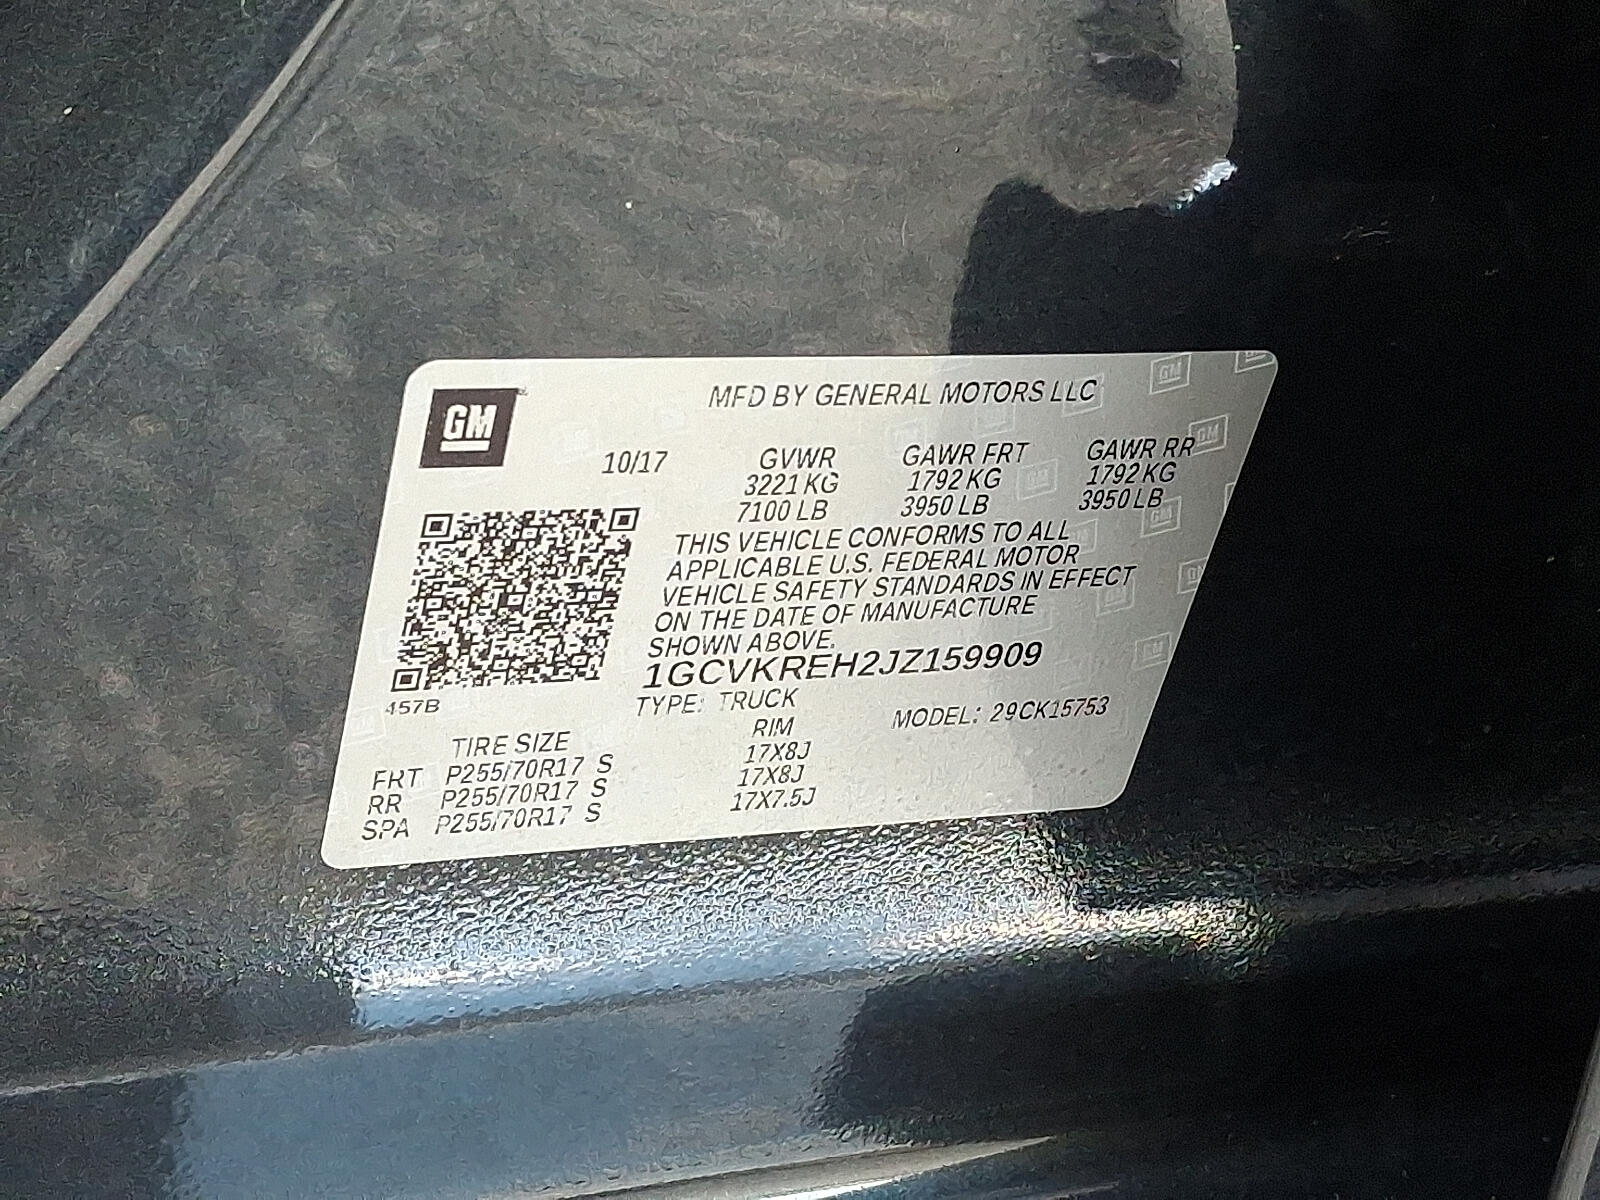 GM
MFD BY GENERAL MOTORS LLC
10/17 GVWR GAWR FRT GAWR RR
3221 KG 1792 KG 1792 KG
7100 LB 3950 LB 3950 LB
THIS VEHICLE CONFORMS TO ALL
APPLICABLE U.S. FEDERAL MOTOR
VEHICLE SAFETY STANDARDS IN EFFECT
ON THE DATE OF MANUFACTURE
SHOWN ABOVE.
1GCVKREH2JZ159909
457B
TYPE: TRUCK MODEL: 29CK15753
TIRE SIZE RIM
FRT P255/70R17 S 17X8J
RR P255/70R17 S 17X8J
SPA P255/70R17 S 17X7.5J